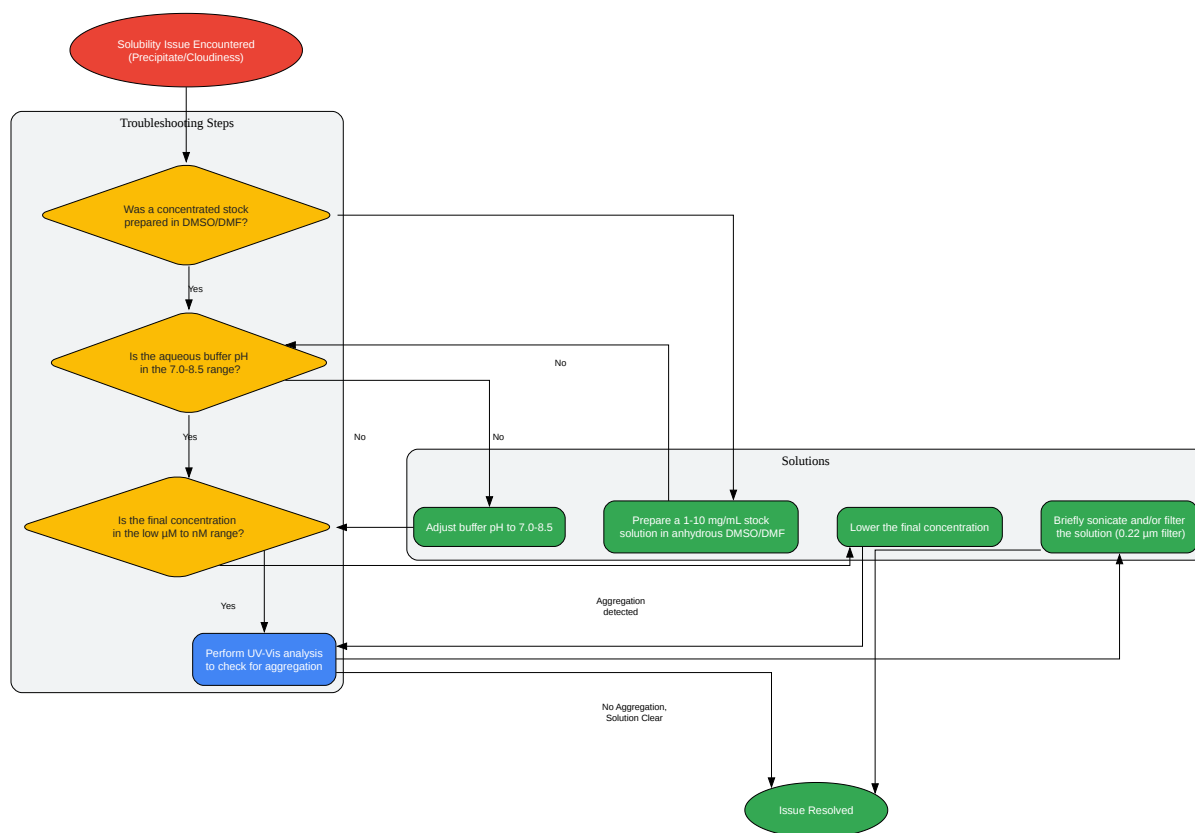 Solubility Issue Encountered
(Precipitate/Cloudiness)
Troubleshooting Steps
Was a concentrated stock
prepared in DMSO/DMF?
Yes
Is the aqueous buffer pH
in the 7.0-8.5 range?
No
Yes
No
No
Solutions
Is the final concentration
in the low µM to nM range?
Adjust buffer pH to 7.0-8.5
Prepare a 1-10 mg/mL stock
solution in anhydrous DMSO/DMF
Lower the final concentration
Briefly sonicate and/or filter
the solution (0.22 µm filter)
Yes
Aggregation
detected
Perform UV-Vis analysis
to check for aggregation
No Aggregation,
Solution Clear
Issue Resolved